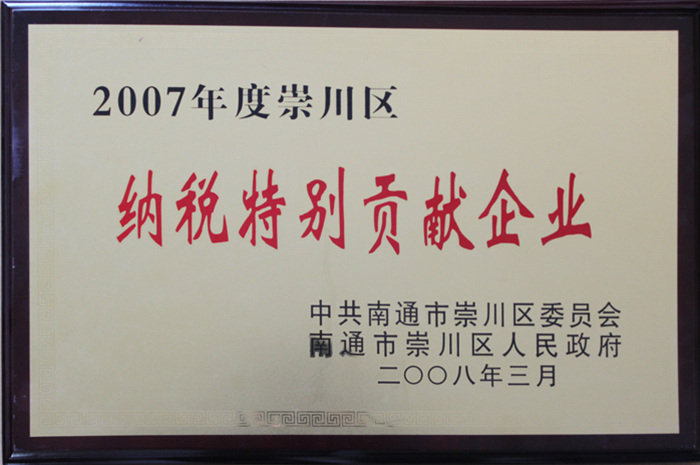 2007年度崇川区
纳税特别贡献企业
中共南通市崇川区委员会
南通市崇川区人民政府
二〇〇八年三月